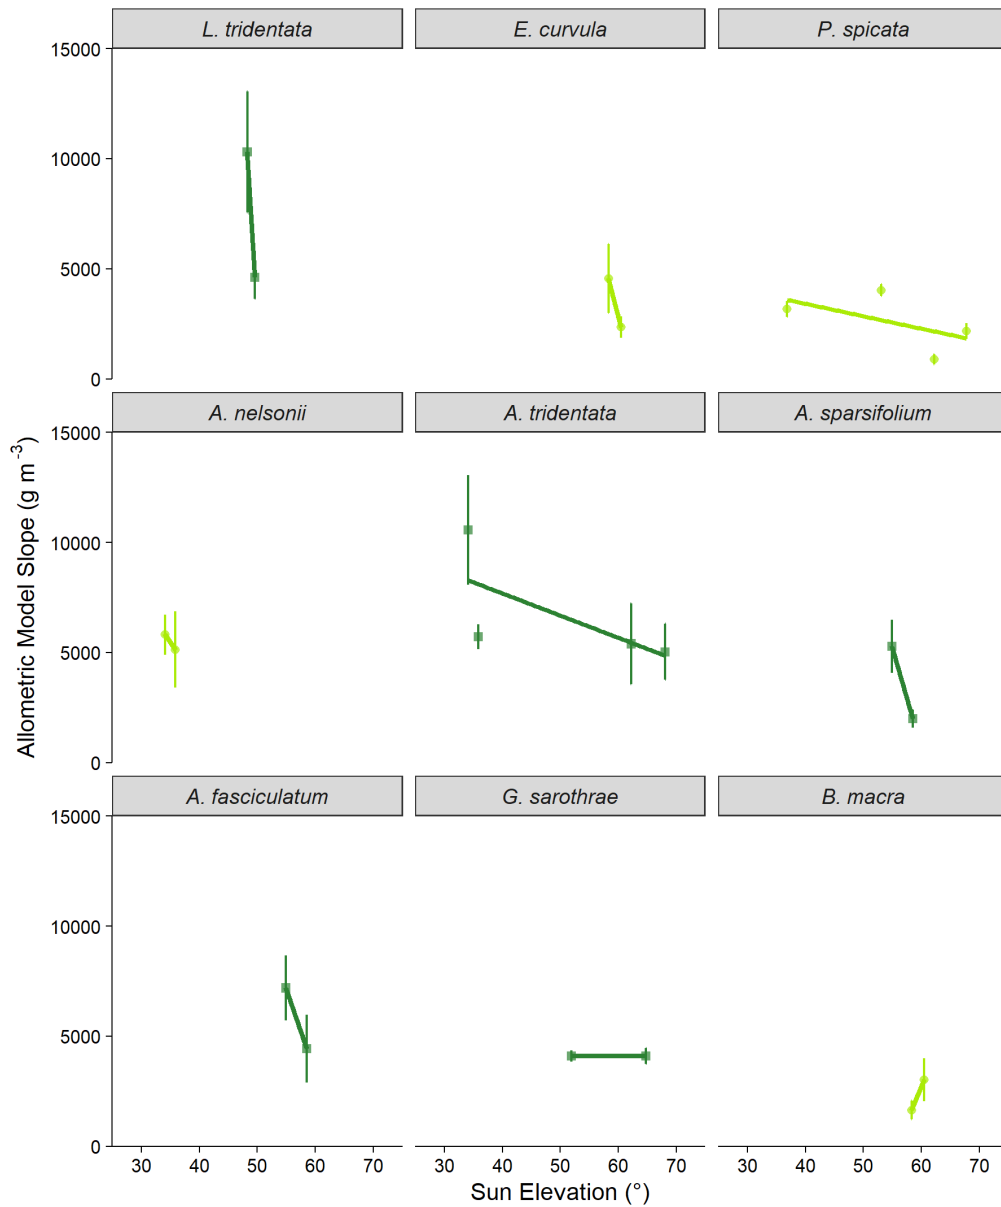 L. tridentata
E. curvula
P. spicata
15000
10000
5000
0
A. nelsonii
A. tridentata
A. sparsifolium
15000
10000
5000
0
A. fasciculatum
G. sarothrae
B. macra
15000
10000
5000
0
30 40 50 60 70
30 40 50 60 70
30 40 50 60 70
Sun Elevation (°)
Allometric Model Slope (g m⁻³)